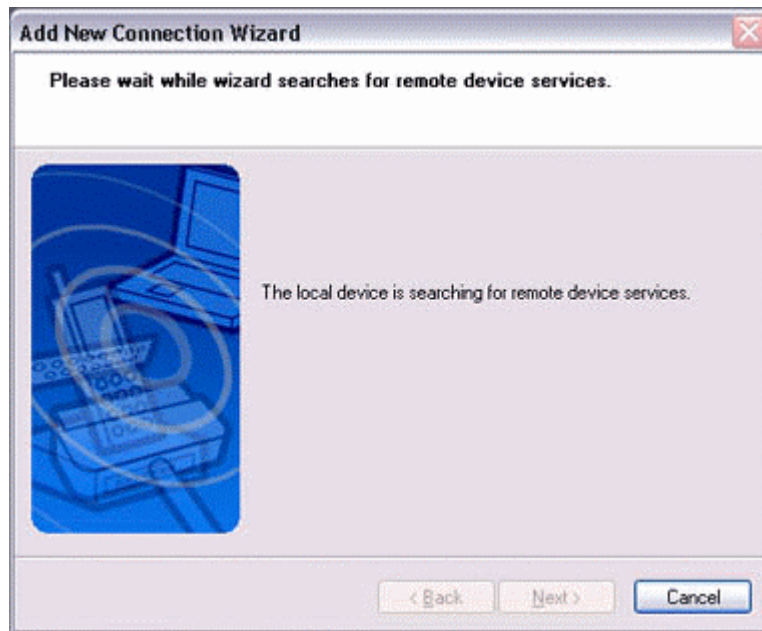 Add New Connection Wizard
Please wait while wizard searches for remote device services.
The local device is searching for remote device services.
< Back
Next >
Cancel